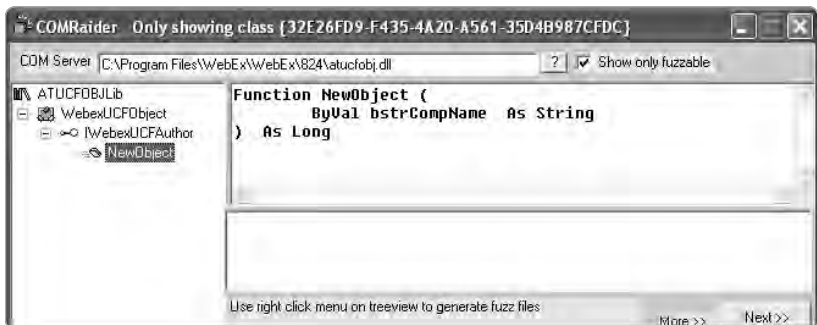 COMRaider Only showing class {32E26FD9-F435-4A20-A561-35D4B987CFDC}
COM Server C:\Program Files\WebEx\WebEx\824\atucfobj.dll ? Show only fuzzable
ATUCFOBJLib
WebexUCFObject
IWebexUCFAuthor
NewObject
Function NewObject (
ByVal bstrCompName As String
) As Long
Use right click menu on treeview to generate fuzz files
More >> Next >>